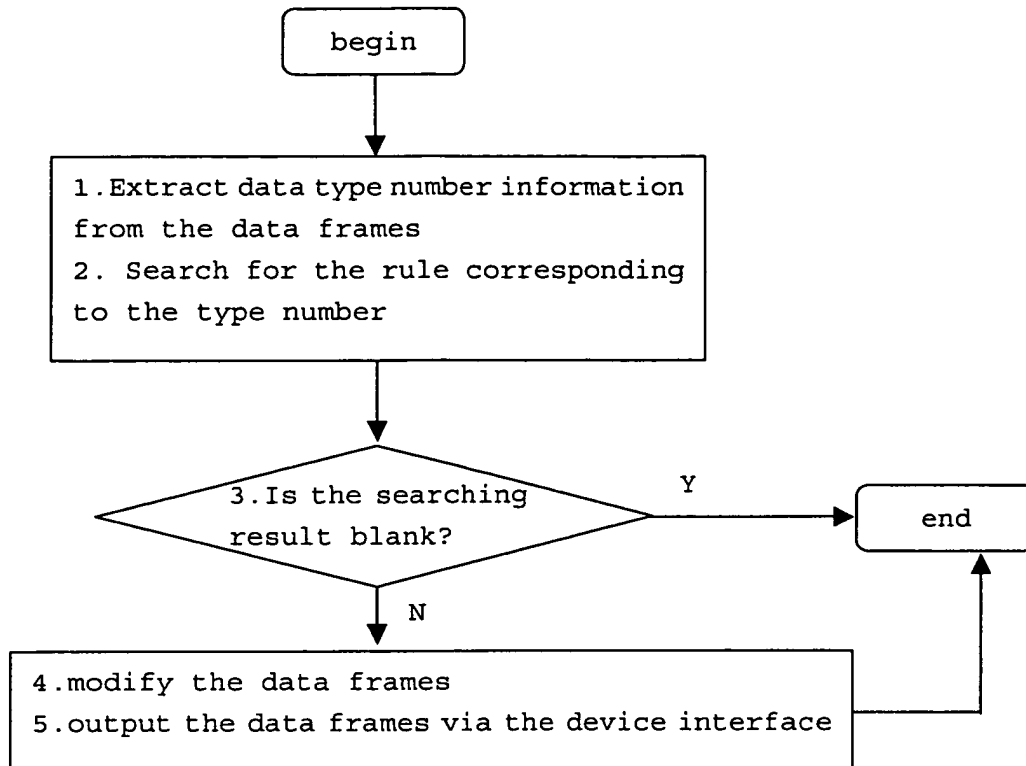 begin
1.Extract data type number information
from the data frames
2. Search for the rule corresponding
to the type number
3.Is the searching
result blank?
Y
end
N
4.modify the data frames
5.output the data frames via the device interface